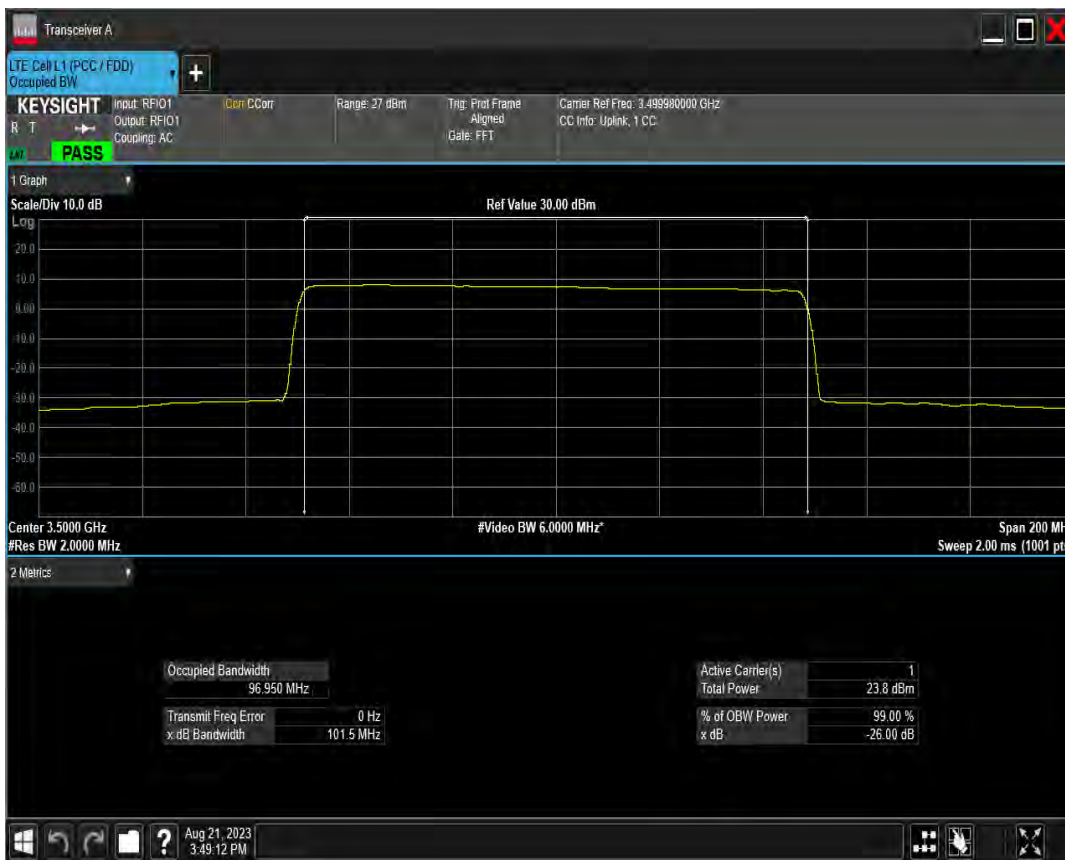 Transceiver A
LTE Cell L1 (PCC / FDD)
Occupied BW
KEYSIGHT
R T
PASS
Input: RFIO1
Output: RFIO1
Coupling: AC
Corr CCorr
Range: 27 dBm
Trig: Prot Frame
Aligned
Gate: FFT
Carrier Ref Freq: 3.499980000 GHz
CC Info: Uplink, 1 CC
1 Graph
Scale/Div 10.0 dB
Ref Value 30.00 dBm
Log
20.0
10.0
0.00
-10.0
-20.0
-30.0
-40.0
-50.0
-60.0
Center 3.5000 GHz
#Video BW 6.0000 MHz*
Span 200 MH
#Res BW 2.0000 MHz
Sweep 2.00 ms (1001 pt
2 Metrics
Occupied Bandwidth
96.950 MHz
Transmit Freq Error 0 Hz
x dB Bandwidth 101.5 MHz
Active Carrier(s) 1
Total Power 23.8 dBm
% of OBW Power 99.00 %
x dB -26.00 dB
?
Aug 21, 2023
3:49:12 PM